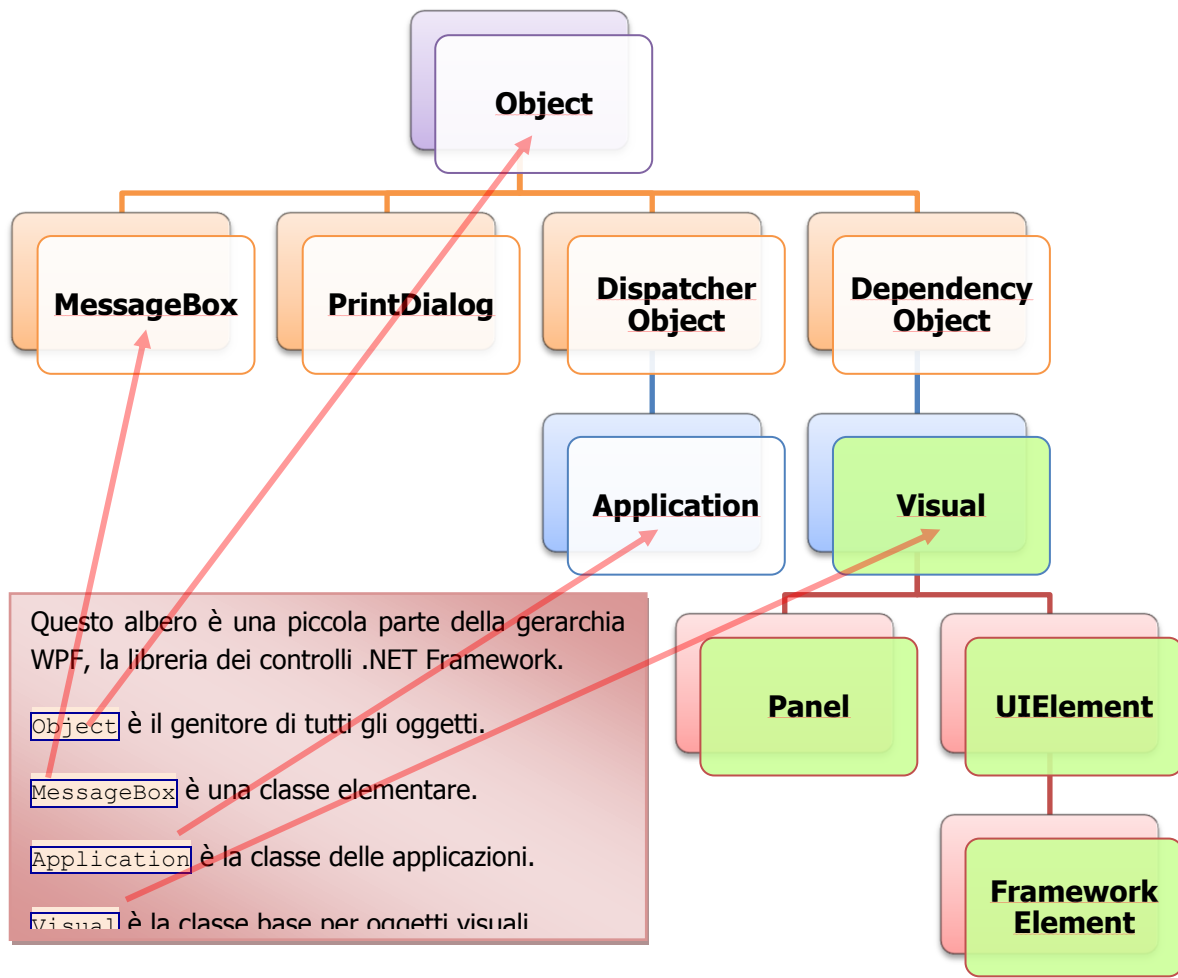 Object
MessageBox
PrintDialog
Dispatcher
Object
Dependency
Object
Application
Visual
Questo albero è una piccola parte della gerarchia
WPF, la libreria dei controlli .NET Framework.
Object è il genitore di tutti gli oggetti.
MessageBox è una classe elementare.
Application è la classe delle applicazioni.
Visual è la classe base per oggetti visuali
Panel
UIElement
Framework
Element